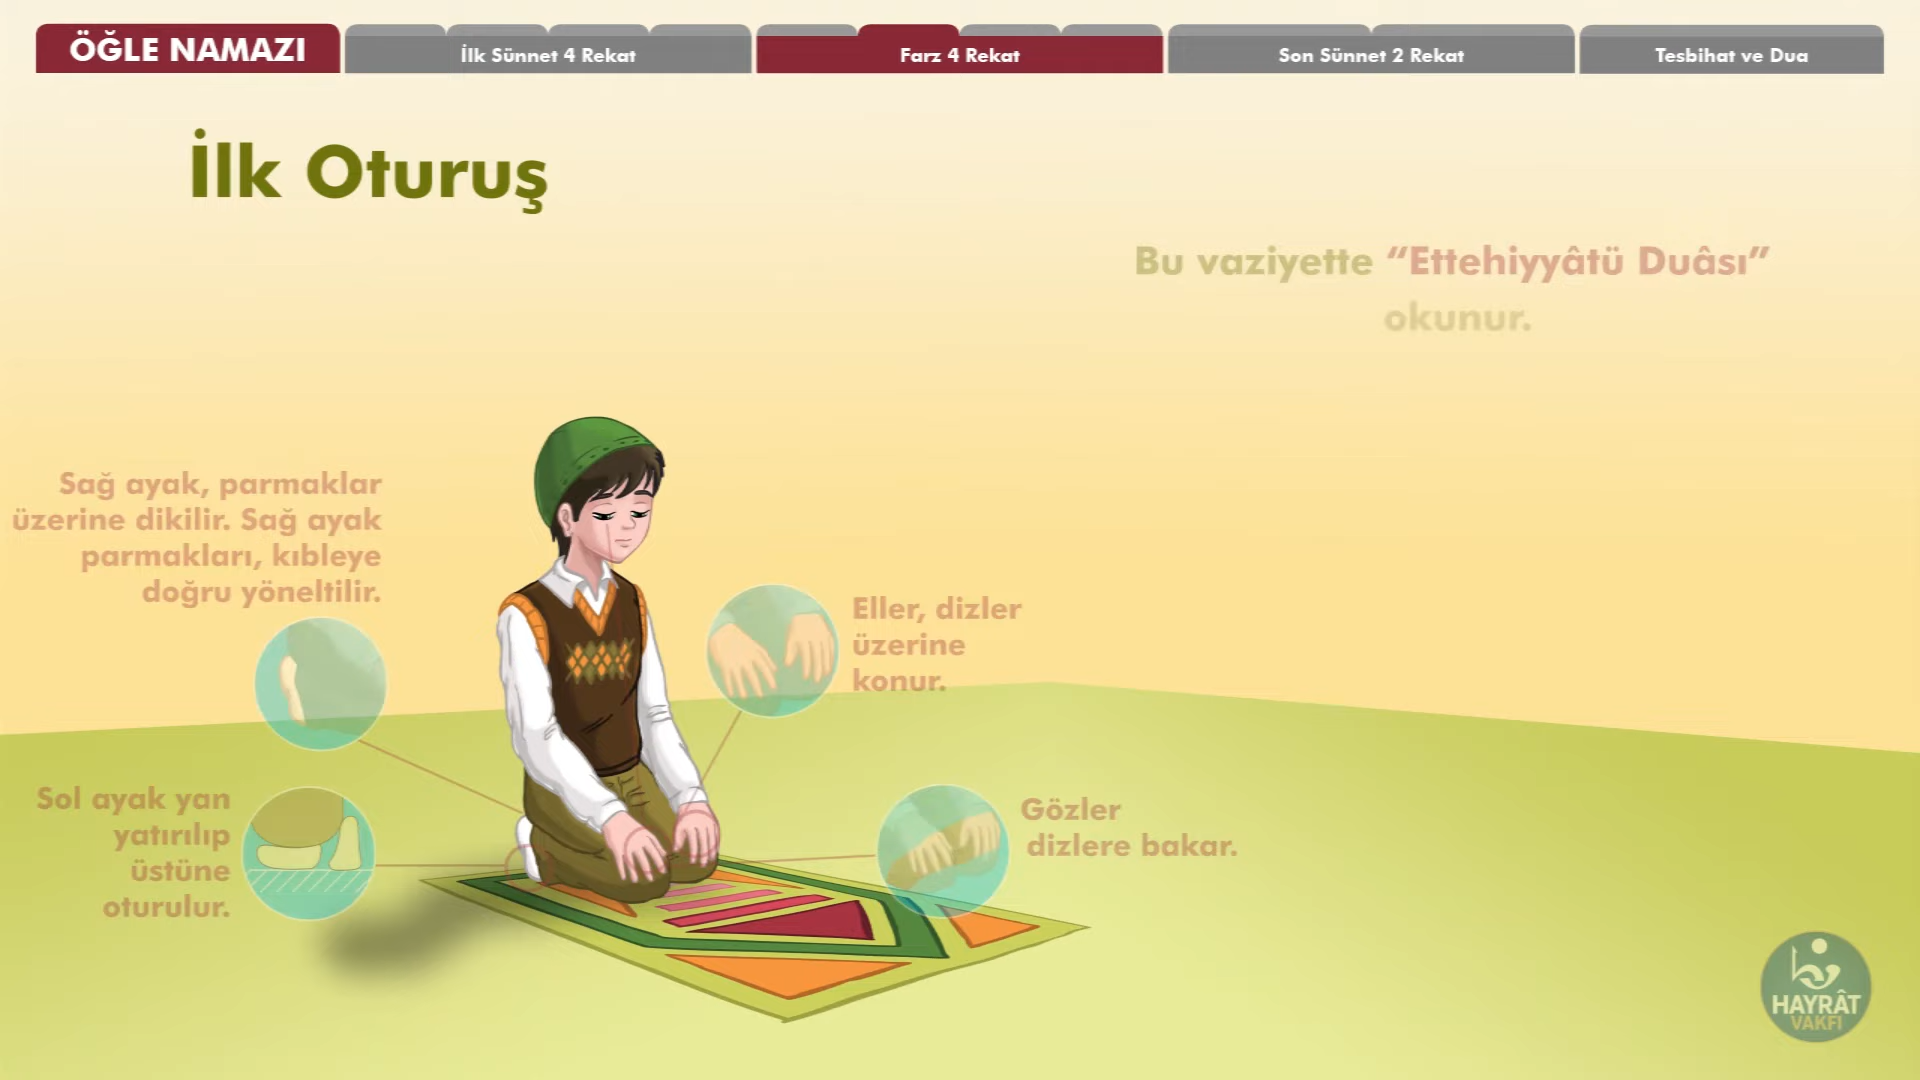 ÖĞLE NAMAZI
İlk Sünnet 4 Rekat
Farz 4 Rekat
Son Sünnet 2 Rekat
Tesbihat ve Dua
İlk Oturuş
Bu vaziyette “Ettehiyyâtü Duâsı”
okunur.
Sağ ayak, parmaklar
üzerine dikilir. Sağ ayak
parmakları, kıbleye
doğru yöneltilir.
Eller, dizler
üzerine
konur.
Sol ayak yan
yatırılıp
üstüne
oturulur.
Gözler
dizlere bakar.
HAYRÂT
VAKFI